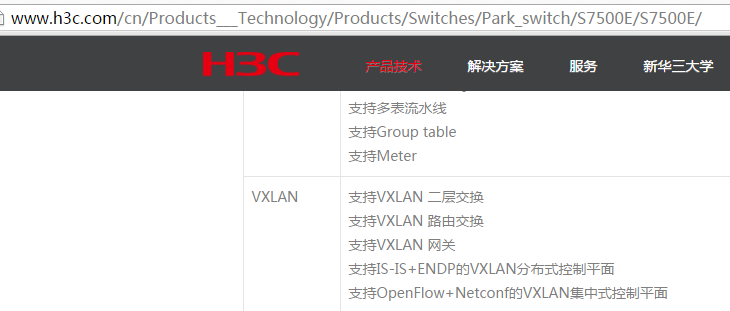 www.h3c.com/cn/Products___Technology/Products/Switches/Park_switch/S7500E/S7500E/
H3C 产品技术 解决方案 服务 新华三大学
支持多表流水线
支持Group table
支持Meter
VXLAN 支持VXLAN 二层交换
支持VXLAN 路由交换
支持VXLAN 网关
支持IS-IS+ENDP的VXLAN分布式控制平面
支持OpenFlow+Netconf的VXLAN集中式控制平面